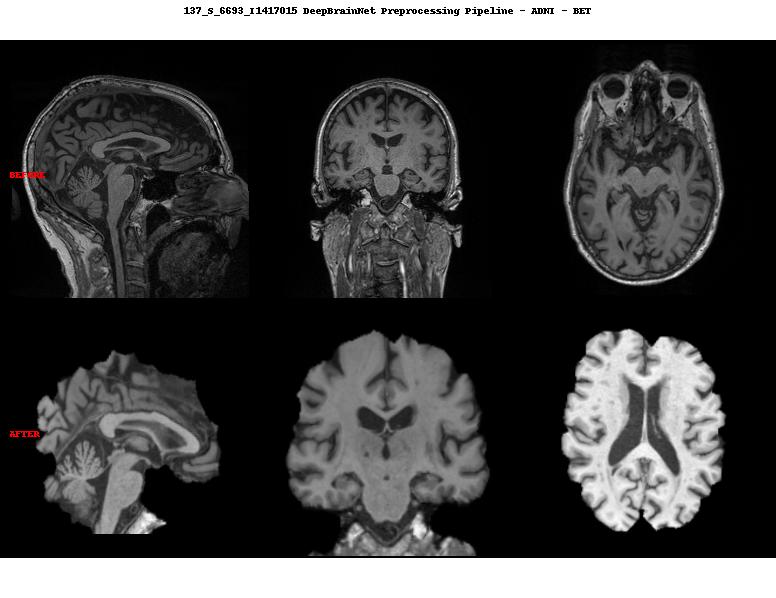 137_S_6693_I1417015 DeepBrainNet Preprocessing Pipeline - ADNI - BET
BEFORE
AFTER